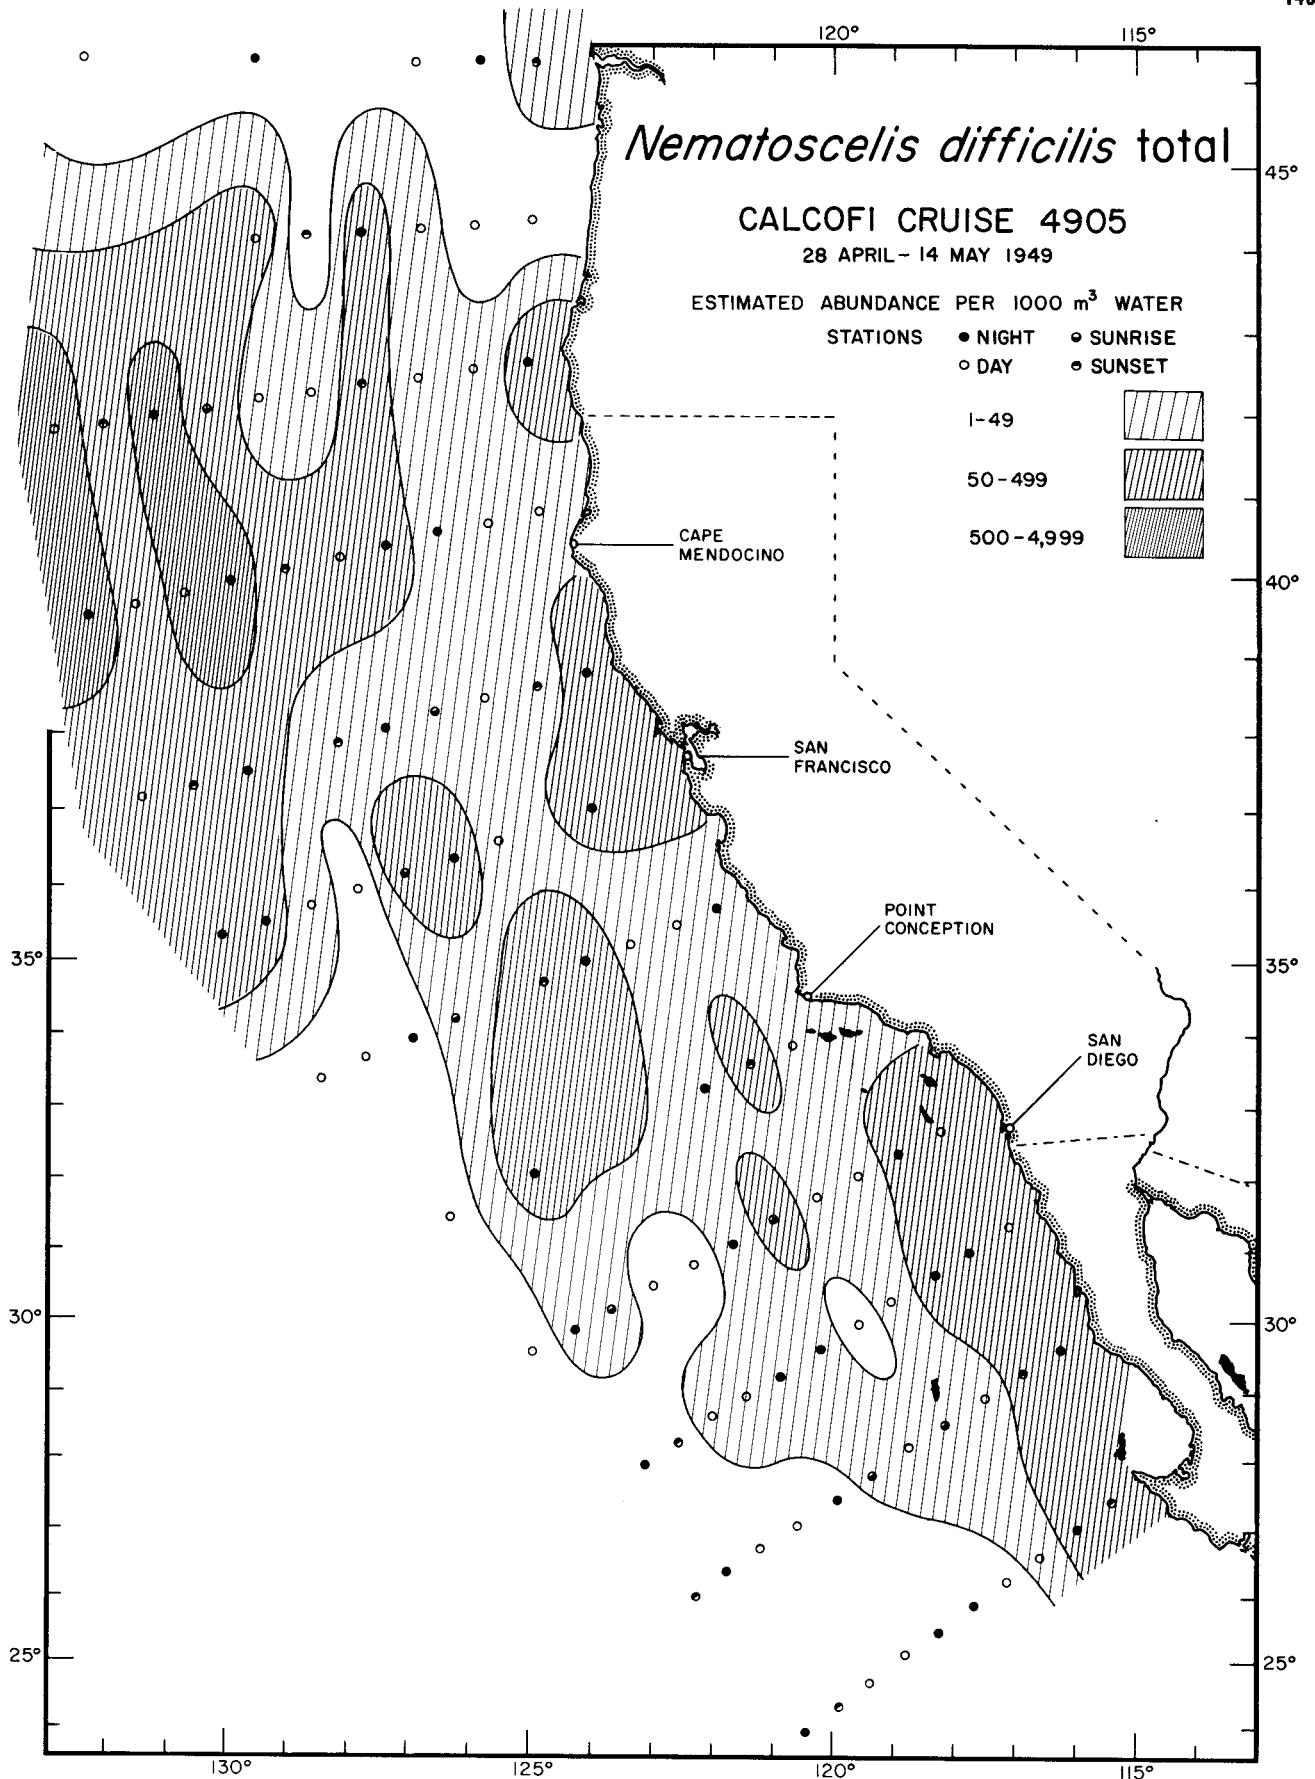 120° 115°
Nematoscelis difficilis total
45°
CALCOFI CRUISE 4905
28 APRIL – 14 MAY 1949
ESTIMATED ABUNDANCE PER 1000 m³ WATER
STATIONS ● NIGHT ◒ SUNRISE
○ DAY ◓ SUNSET
1-49
50-499
500-4,999
CAPE
MENDOCINO
40°
SAN
FRANCISCO
POINT
CONCEPTION
35° 35°
SAN
DIEGO
30° 30°
25° 25°
130° 125° 120° 115°